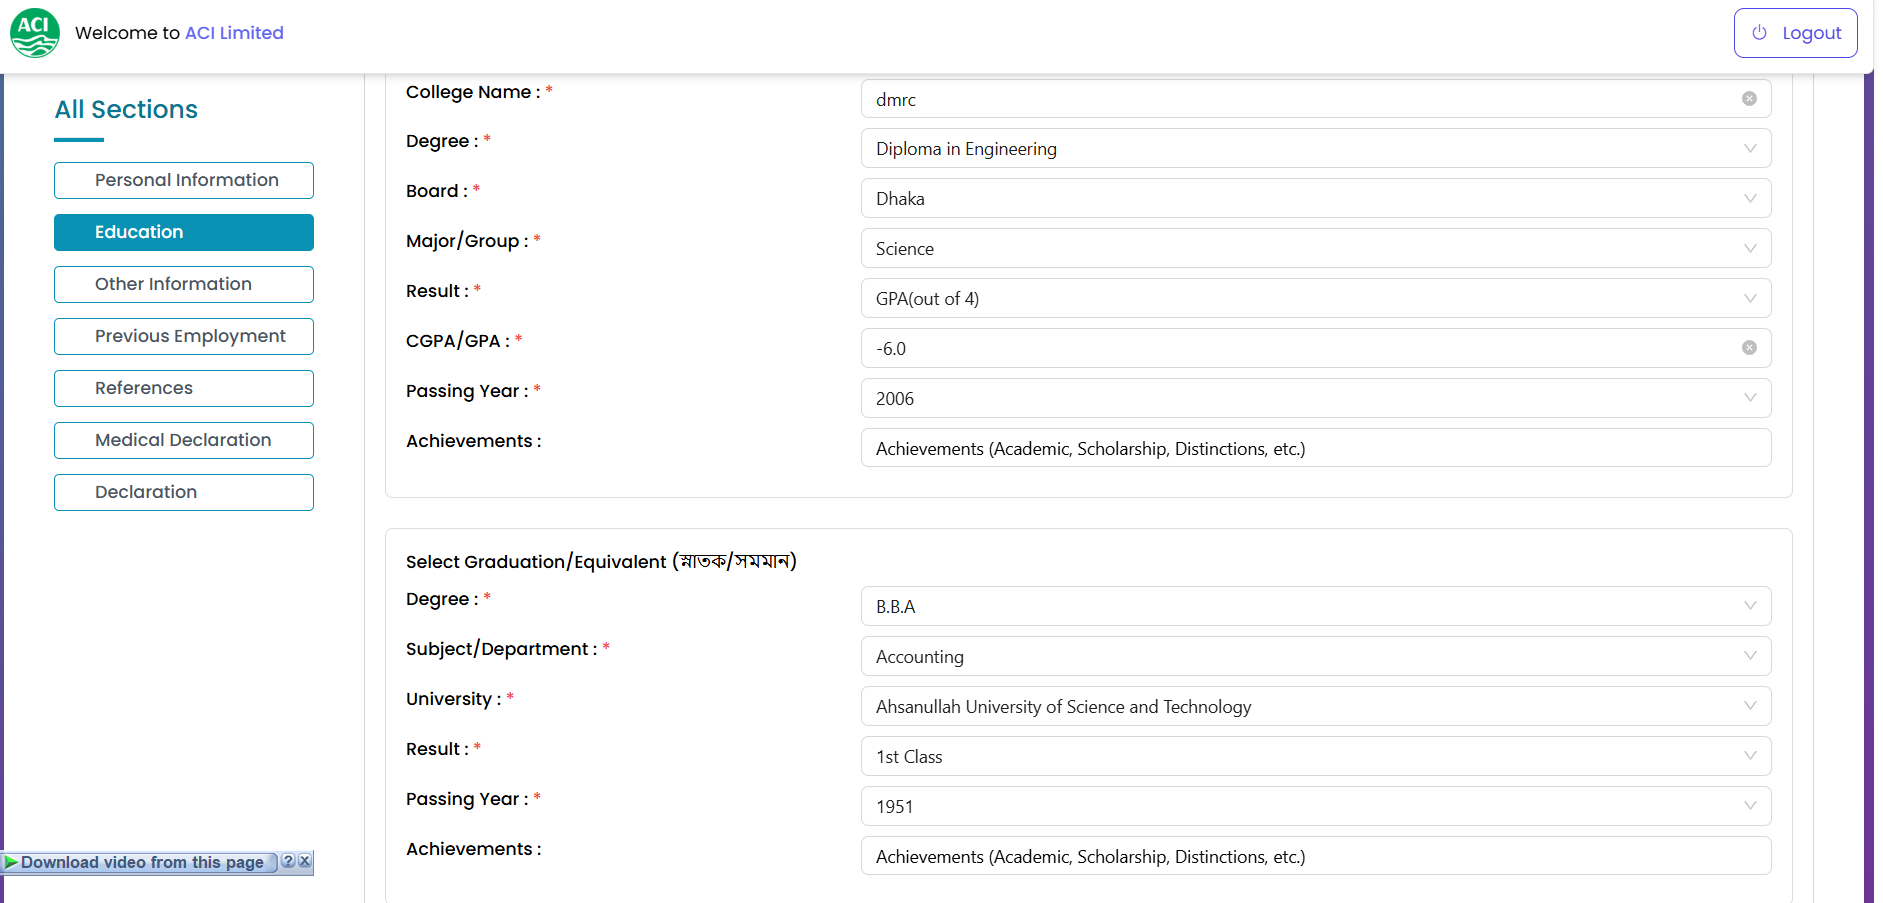 ACI
Welcome to ACI Limited
Logout
All Sections
Personal Information
Education
Other Information
Previous Employment
References
Medical Declaration
Declaration
College Name : * dmrc
Degree : * Diploma in Engineering
Board : * Dhaka
Major/Group : * Science
Result : * GPA(out of 4)
CGPA/GPA : * -6.0
Passing Year : * 2006
Achievements : Achievements (Academic, Scholarship, Distinctions, etc.)
Select Graduation/Equivalent (স্নাতক/সমমান)
Degree : * B.B.A
Subject/Department : * Accounting
University : * Ahsanullah University of Science and Technology
Result : * 1st Class
Passing Year : * 1951
Achievements : Achievements (Academic, Scholarship, Distinctions, etc.)
Download video from this page ? X